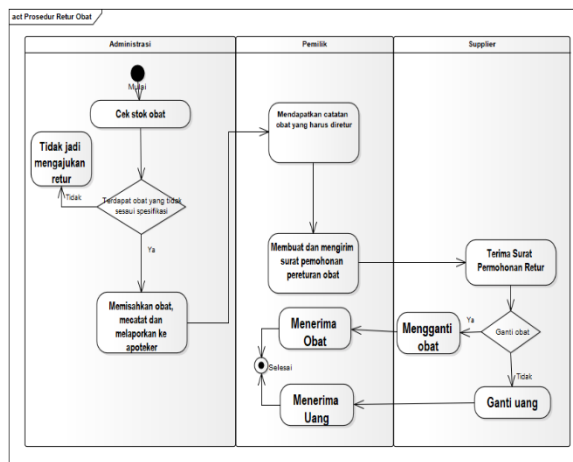 act Prosedur Retur Obat
Administrasi
Pemilik
Supplier
Mulai
Cek stok obat
Tidak jadi
mengajukan
retur
Tidak
Terdapat obat yang tidak
sesaui spesifikasi
Ya
Memisahkan obat,
mecatat dan
melaporkan ke
apoteker
Mendapatkan catatan
obat yang harus diretur
Membuat dan mengirim
surat pemohonan
pereturan obat
Terima Surat
Permohonan Retur
Ganti obat
Ya
Mengganti
obat
Menerima
Obat
Selesai
Tidak
Ganti uang
Menerima
Uang